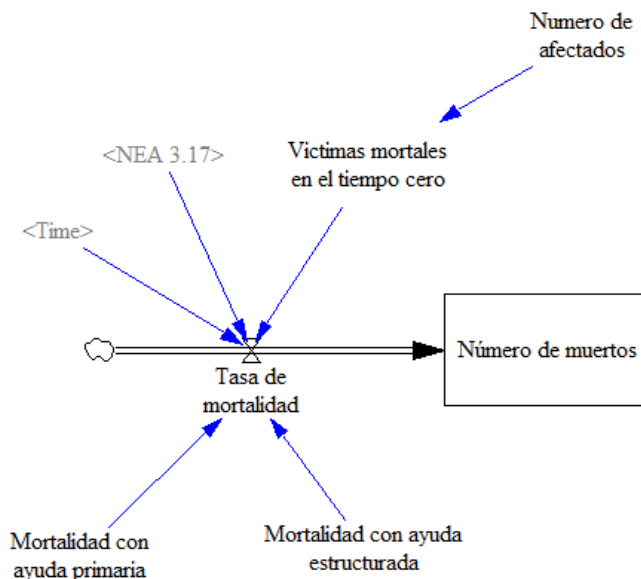 Numero de
afectados
<NEA 3.17>
Victimas mortales
en el tiempo cero
<Time>
Número de muertos
Tasa de
mortalidad
Mortalidad con
ayuda primaria
Mortalidad con ayuda
estructurada